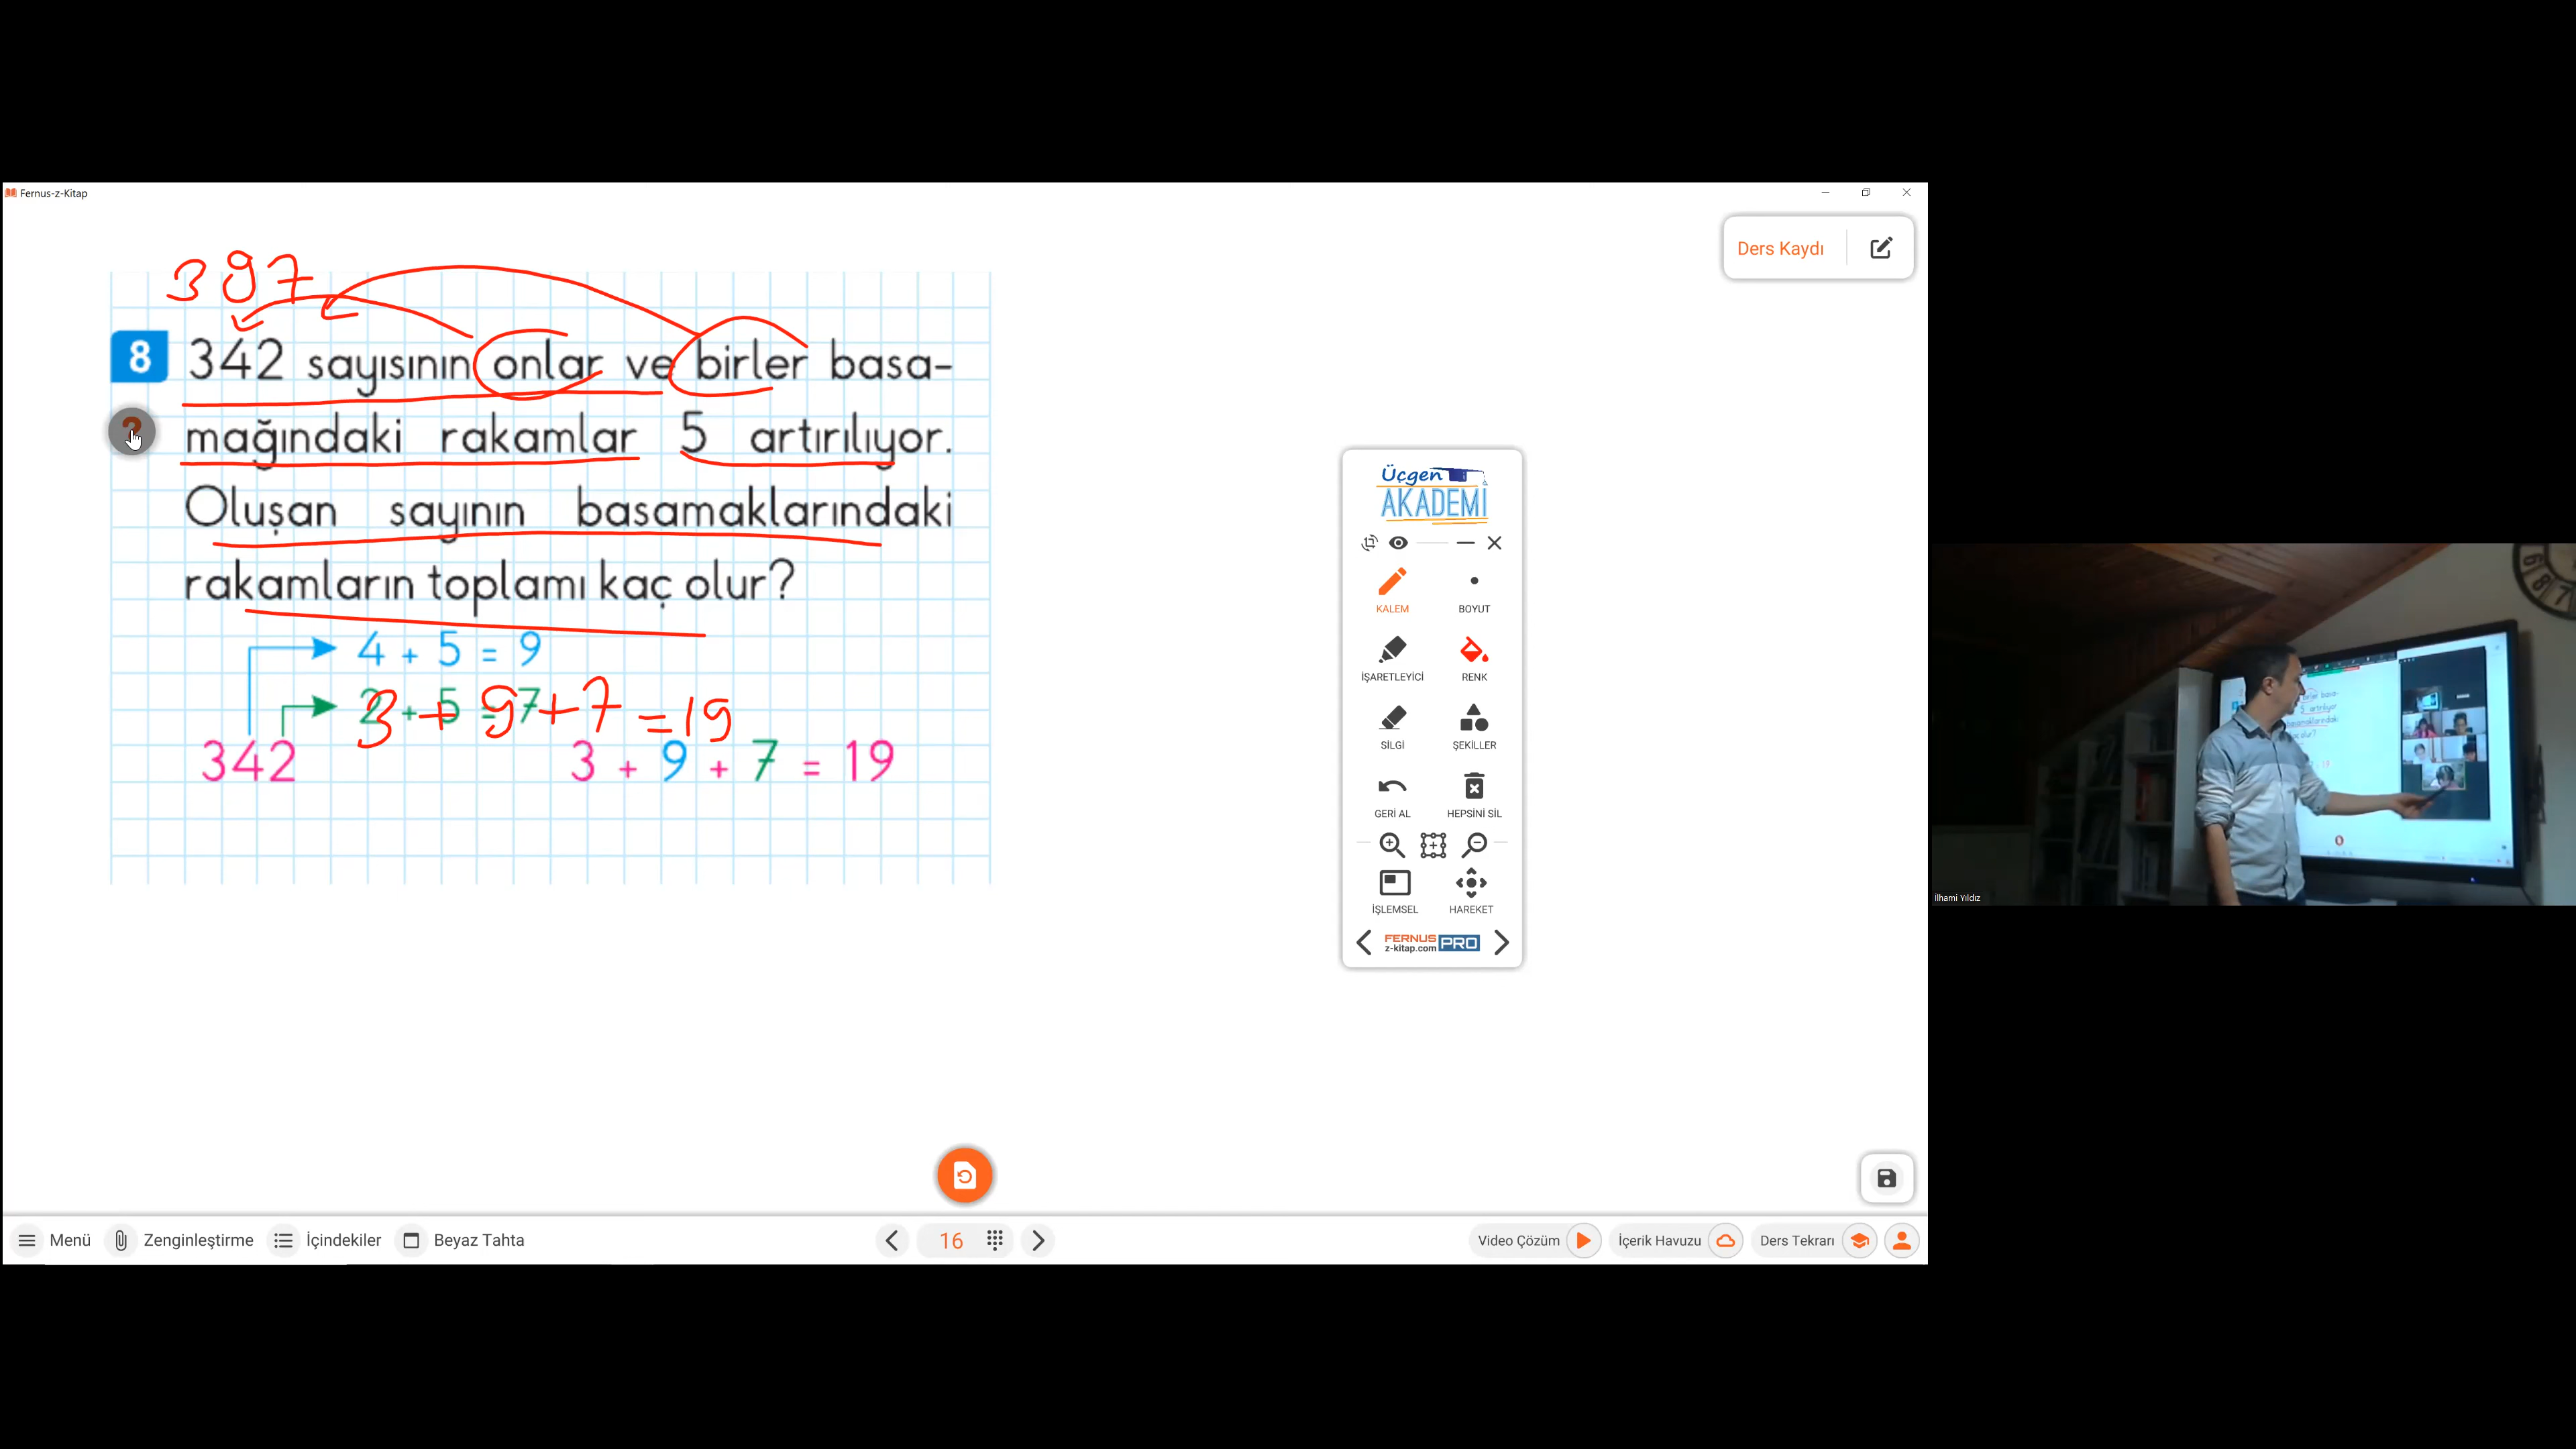 Fernus-z-Kitap
Ders Kaydı
397
8
342 sayısının onlar ve birler basa-
mağındaki rakamlar 5 artırılıyor.
Oluşan sayının basamaklarındaki
rakamların toplamı kaç olur?
4 + 5 = 9
2 + 5 = 7
3 + 9 + 7 = 19
342
3 + 9 + 7 = 19
Üçgen
AKADEMİ
KALEM
BOYUT
İŞARETLEYİCİ
RENK
SİLGİ
ŞEKİLLER
GERİ AL
HEPSİNİ SİL
İŞLEMSEL
HAREKET
FERNUS
z-kitap.com PRO
İlhami Yıldız
Menü
Zenginleştirme
İçindekiler
Beyaz Tahta
16
Video Çözüm
İçerik Havuzu
Ders Tekrarı